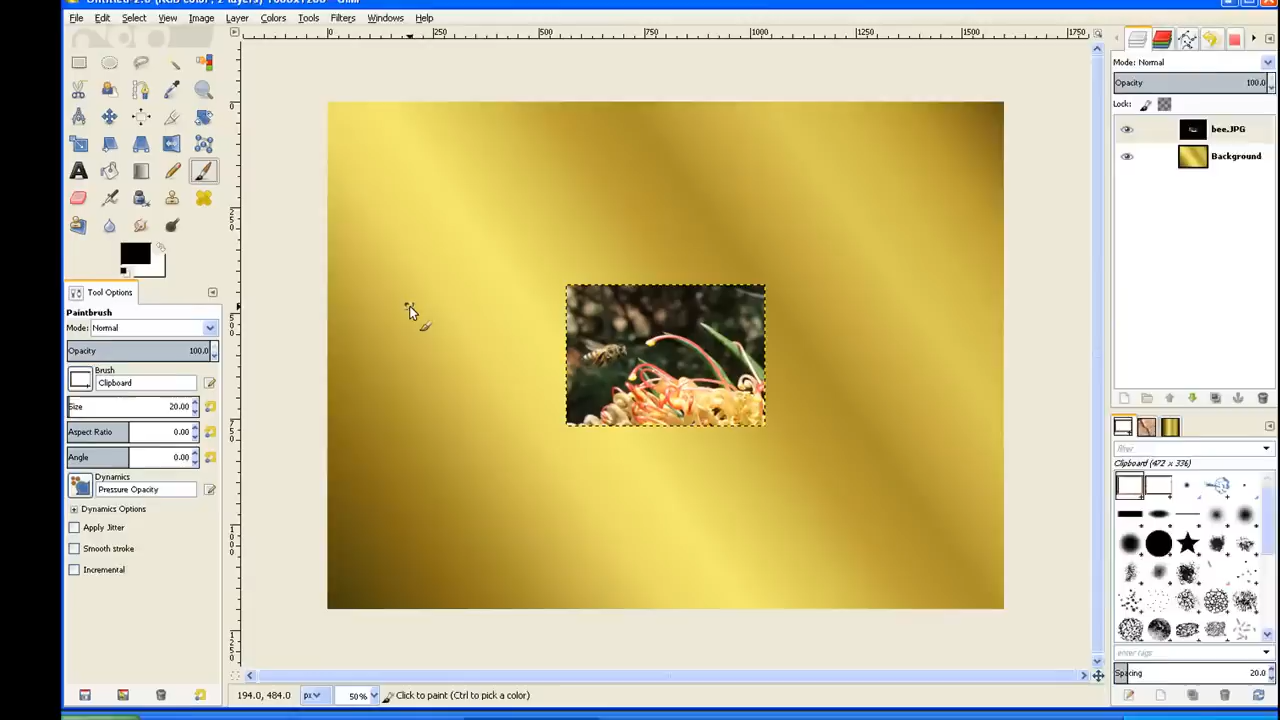 File Edit Select View Image Layer Colors Tools Filters Windows Help
0 250 500 750 1000 1250 1500 1750
Mode: Normal
Opacity 100.0
Lock:
bee.JPG
Background
Tool Options
Paintbrush
Mode: Normal
Opacity 100.0
Brush
Clipboard
Size 20.00
Aspect Ratio 0.00
Angle 0.00
Dynamics
Pressure Opacity
Dynamics Options
Apply Jitter
Smooth stroke
Incremental
filter
Clipboard (472 x 336)
enter tags
Spacing 20.0
194.0, 484.0 px 50% Click to paint (Ctrl to pick a color)